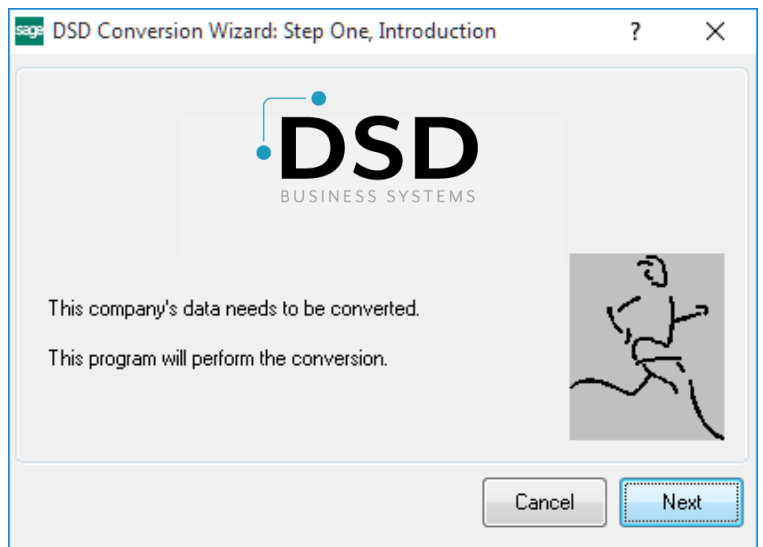 sage DSD Conversion Wizard: Step One, Introduction ?
DSD
BUSINESS SYSTEMS
This company's data needs to be converted.
This program will perform the conversion.
Cancel Next